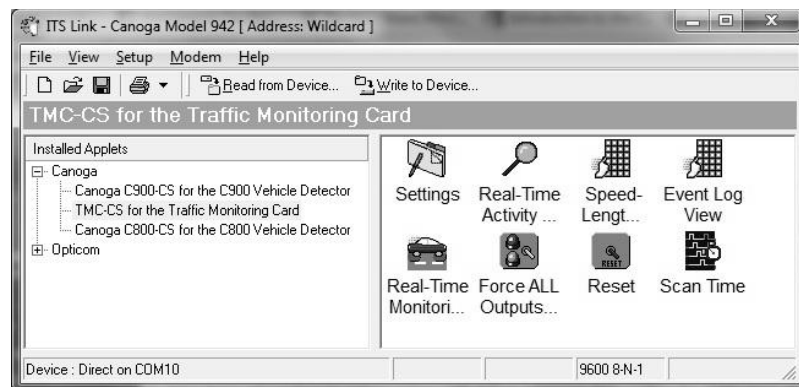 ITS Link - Canoga Model 942 [ Address: Wildcard ]
File View Setup Modem Help
Read from Device... Write to Device...
TMC-CS for the Traffic Monitoring Card
Installed Applets
Canoga
Canoga C900-CS for the C900 Vehicle Detector
TMC-CS for the Traffic Monitoring Card
Canoga C800-CS for the C800 Vehicle Detector
Opticom
Settings
Real-Time
Activity ...
Speed-
Lengt...
Event Log
View
Real-Time
Monitori...
Force ALL
Outputs...
RESET
Reset
Scan Time
Device : Direct on COM10
9600 8-N-1